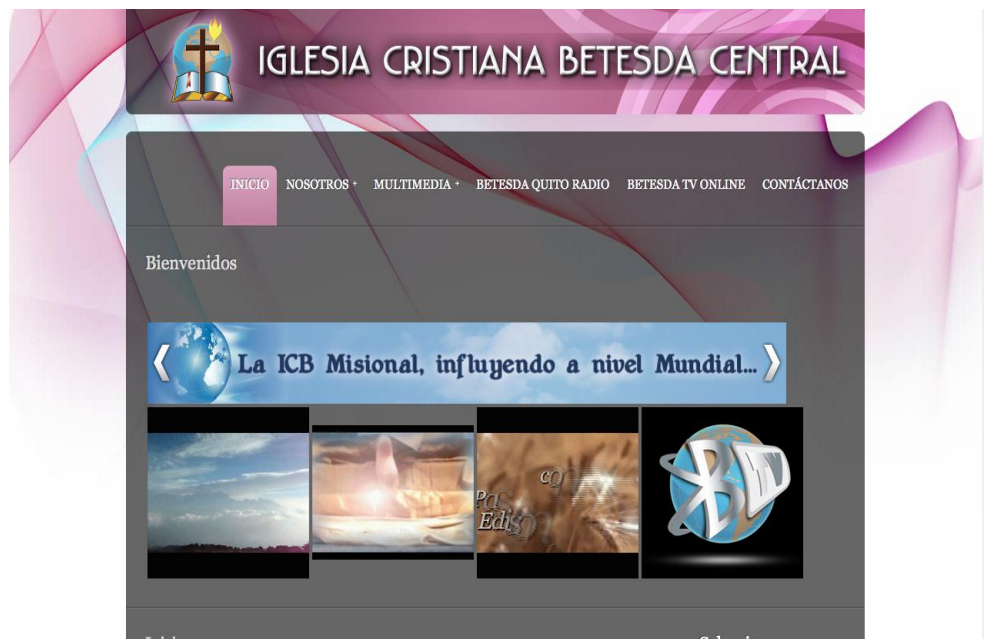 IGLESIA CRISTIANA BETESDA CENTRAL
INICIO NOSOTROS + MULTIMEDIA + BETESDA QUITO RADIO BETESDA TV ONLINE CONTÁCTANOS
Bienvenidos
La ICB Misional, influyendo a nivel Mundial...
Edison